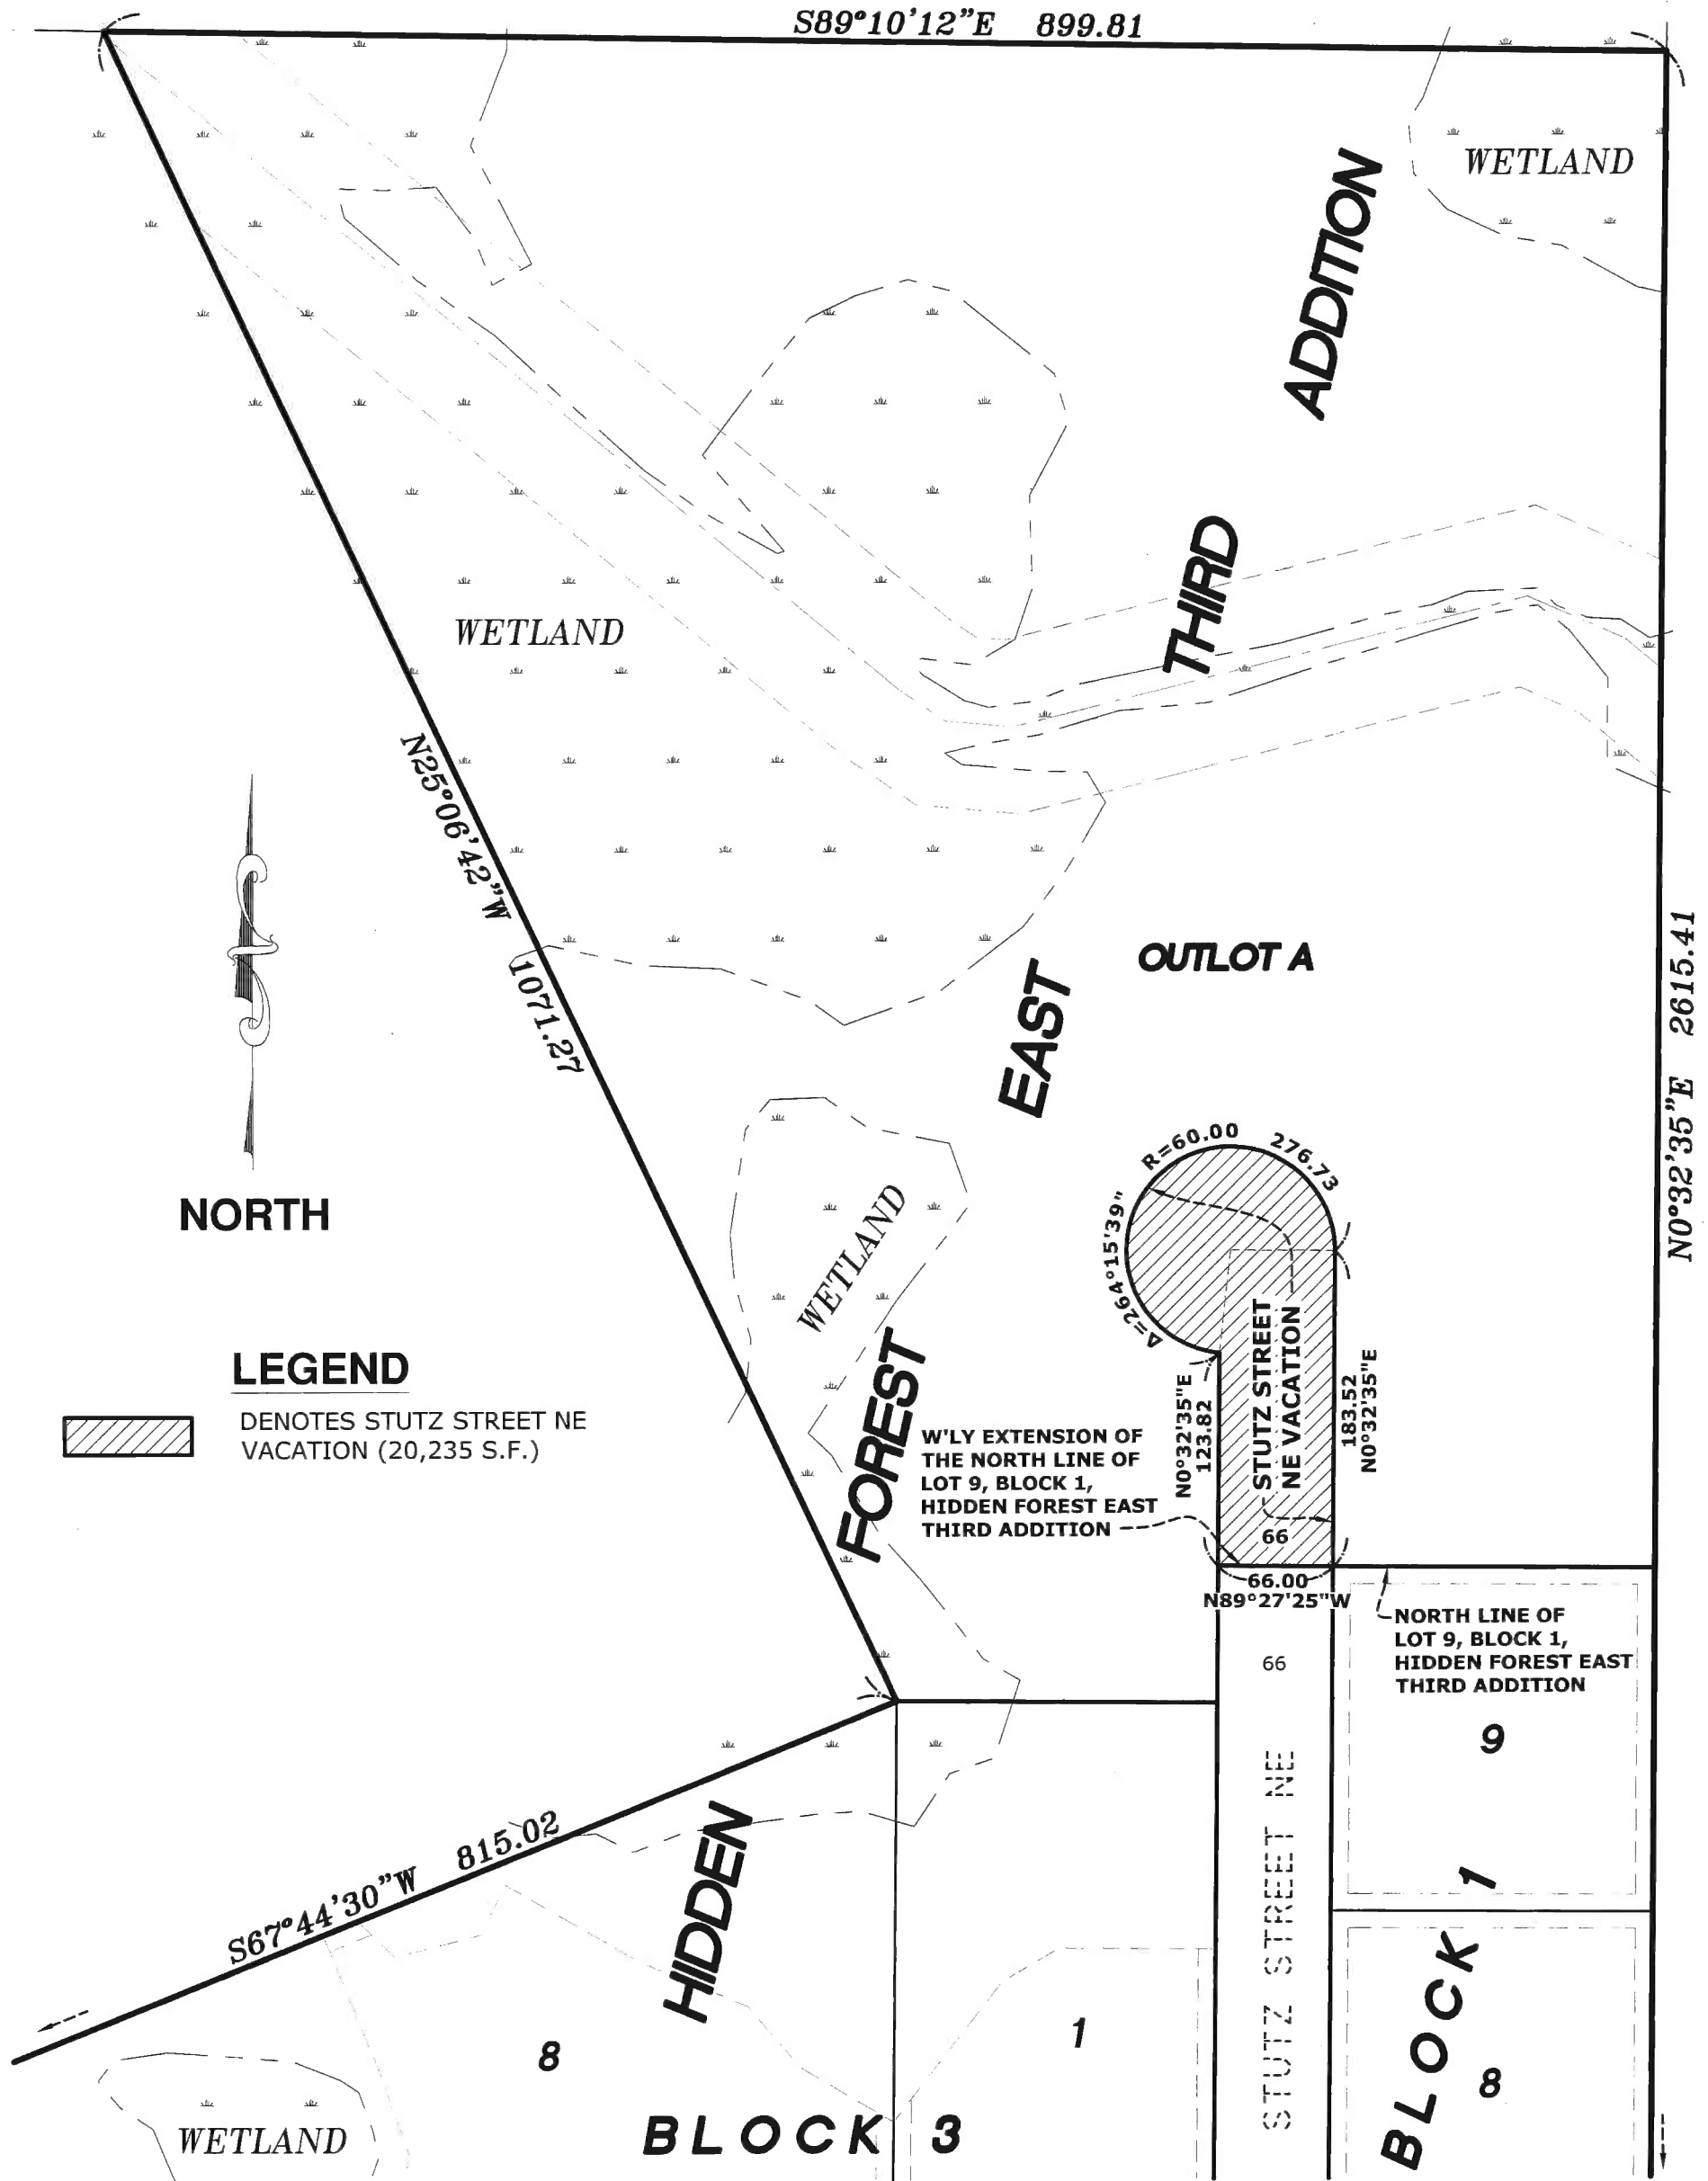 S89°10'12"E 899.81
WETLAND
ADDITION
THIRD
WETLAND
N25°06'42"W 1071.27
OUTLOT A
EAST
N0°32'35"E 2615.41
NORTH
R=60.00 276.73
Δ=264°15'39"
WETLAND
STUTZ STREET
NE VACATION
LEGEND
DENOTES STUTZ STREET NE
VACATION (20,235 S.F.)
FOREST
N0°32'35"E
123.82
183.52
N0°32'35"E
W'LY EXTENSION OF
THE NORTH LINE OF
LOT 9, BLOCK 1,
HIDDEN FOREST EAST
THIRD ADDITION
66
66.00
N89°27'25"W
NORTH LINE OF
LOT 9, BLOCK 1,
HIDDEN FOREST EAST
THIRD ADDITION
66
9
STUTZ STREET NE
HIDDEN
S67°44'30"W 815.02
BLOCK 1
8
1
8
WETLAND
BLOCK 3